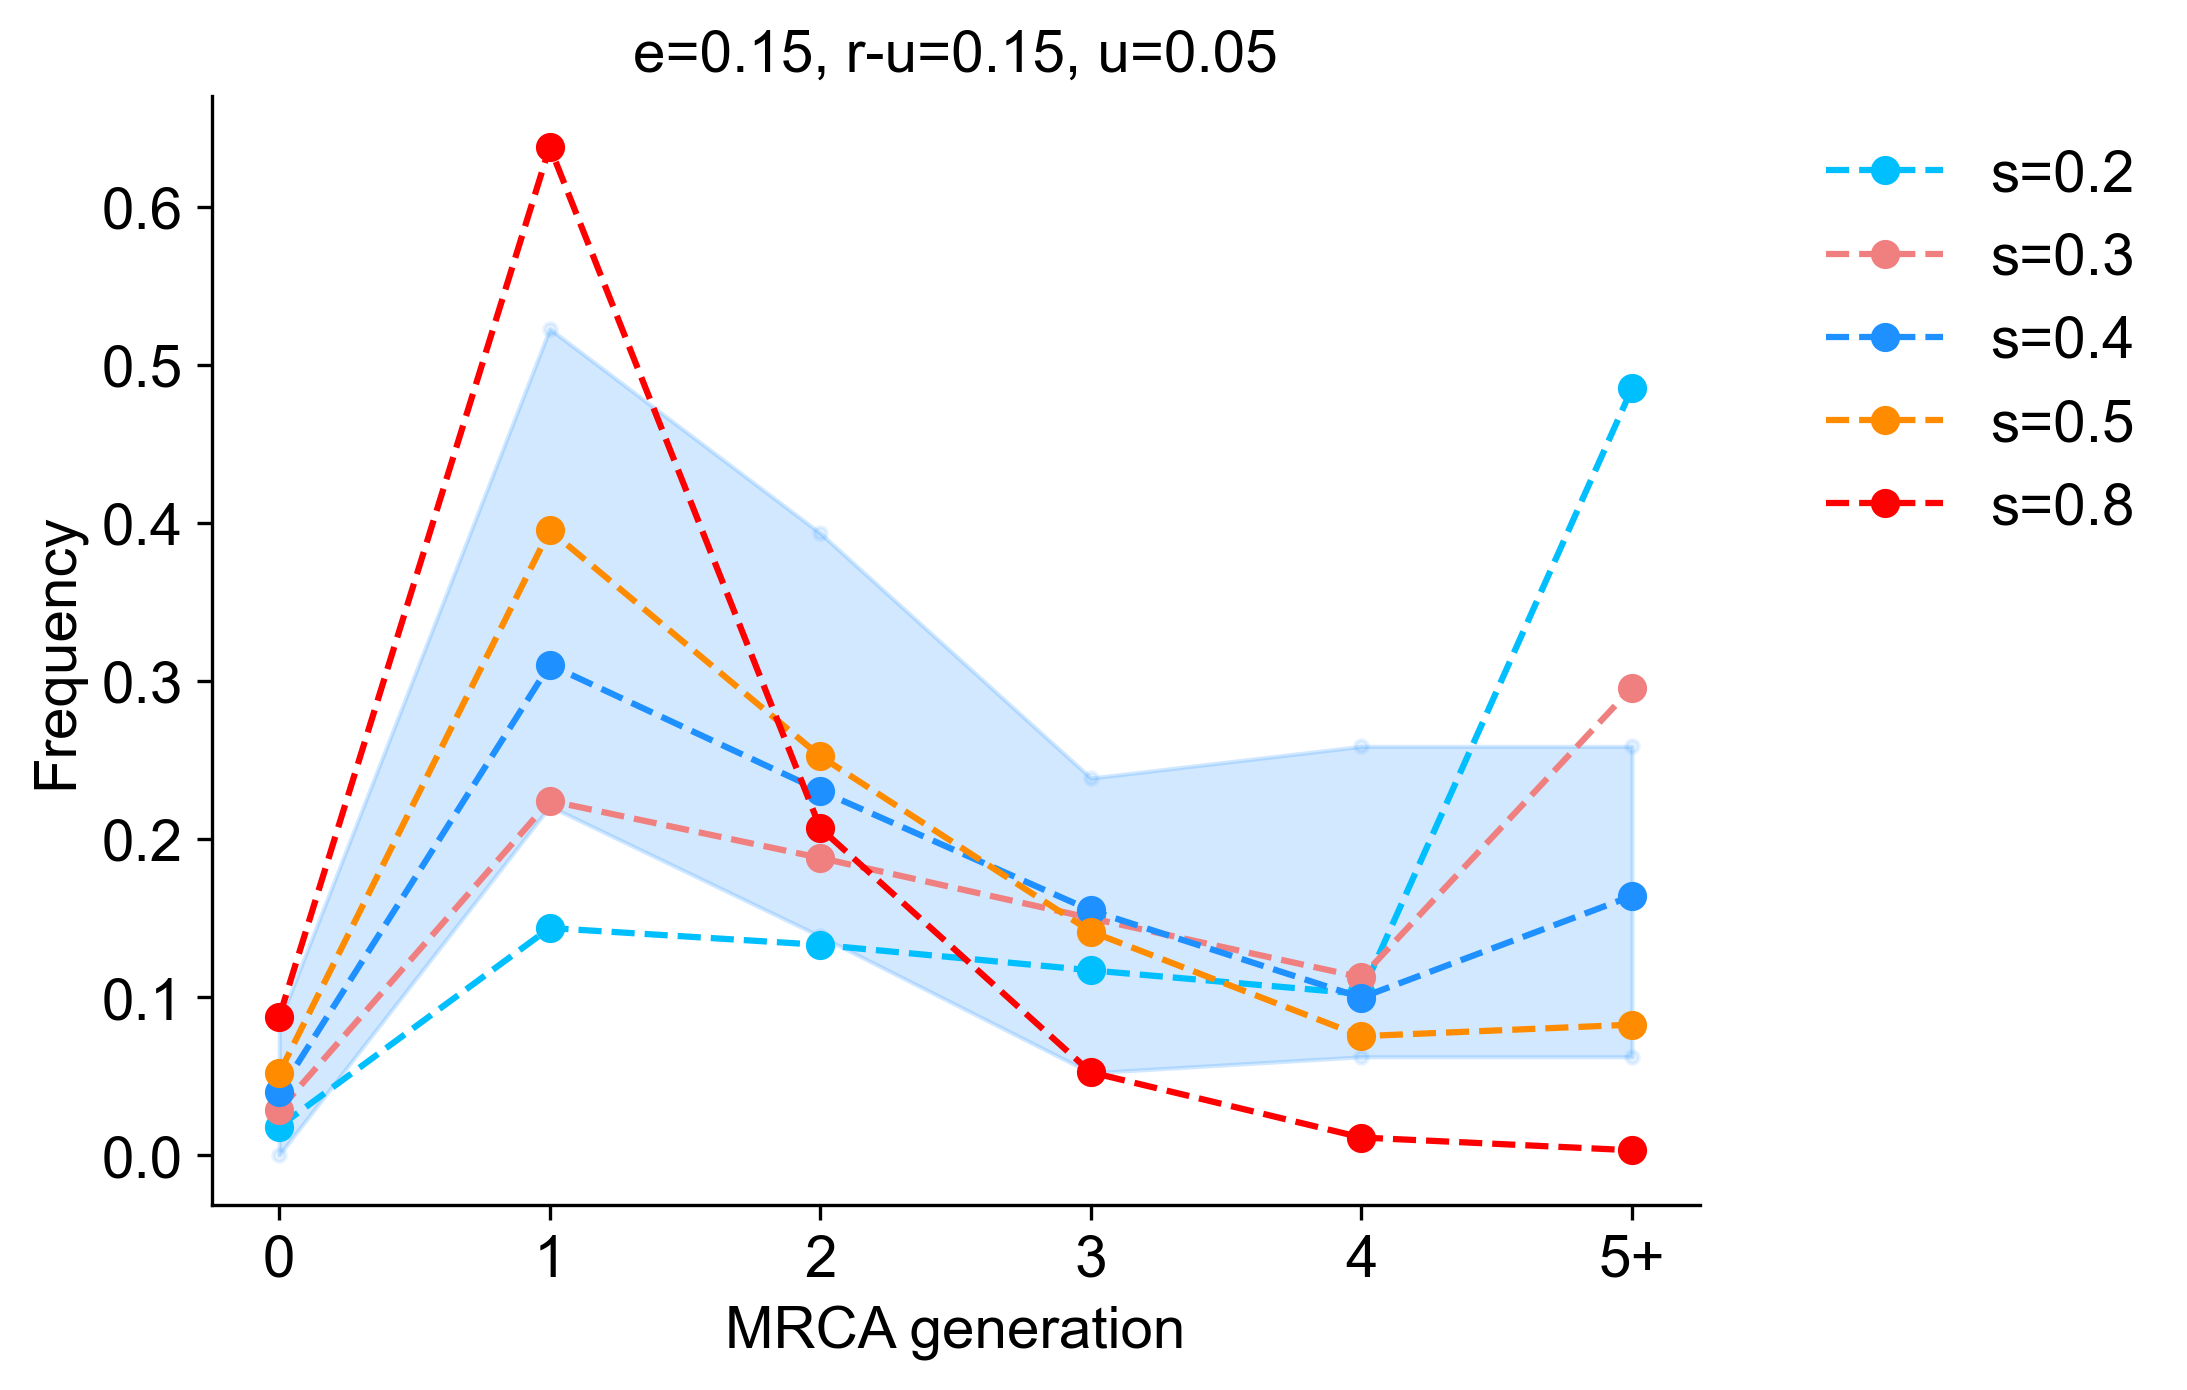 e=0.15, r-u=0.15, u=0.05
Frequency
0.6
0.5
0.4
0.3
0.2
0.1
0.0
0 1 2 3 4 5+
MRCA generation
s=0.2
s=0.3
s=0.4
s=0.5
s=0.8